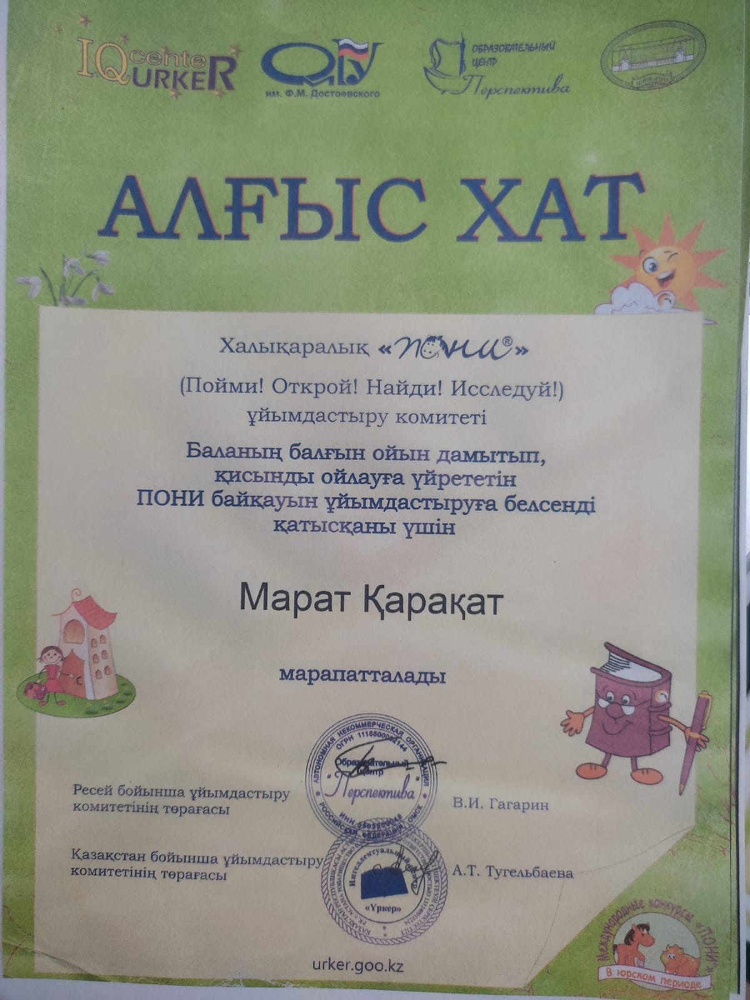 IQ center
URKER
ОмГУ
им. Ф.М. Достоевского
ОБРАЗОВАТЕЛЬНЫЙ
ЦЕНТР
Перспектива
АЛҒЫС ХАТ
Халықаралық «ПОНИ®»
(Пойми! Открой! Найди! Исследуй!)
ұйымдастыру комитеті
Баланың балғын ойын дамытып,
қисынды ойлауға үйрететін
ПОНИ байқауын ұйымдастыруға белсенді
қатысқаны үшін
Марат Қарақат
марапатталады
АВТОНОМНАЯ НЕКОММЕРЧЕСКАЯ ОРГАНИЗАЦИЯ
ОГРН
Образовательный
Центр
«Перспектива»
ИНН
РОССИЙСКАЯ ФЕДЕРАЦИЯ, ОМСК
Ресей бойынша ұйымдастыру
комитетінің төрағасы
В.И. Гагарин
Қазақстан бойынша ұйымдастыру
комитетінің төрағасы
А.Т. Тугельбаева
Интеллектуальный центр
«Үркер»
urker.goo.kz
Международные конкурсы «ПОНИ»
В юрском периоде